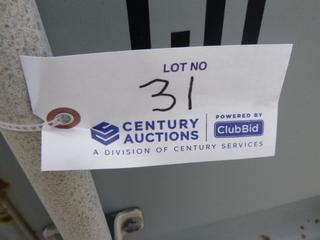 LOT NO
31
CENTURY AUCTIONS
POWERED BY
ClubBid
A DIVISION OF CENTURY SERVICES